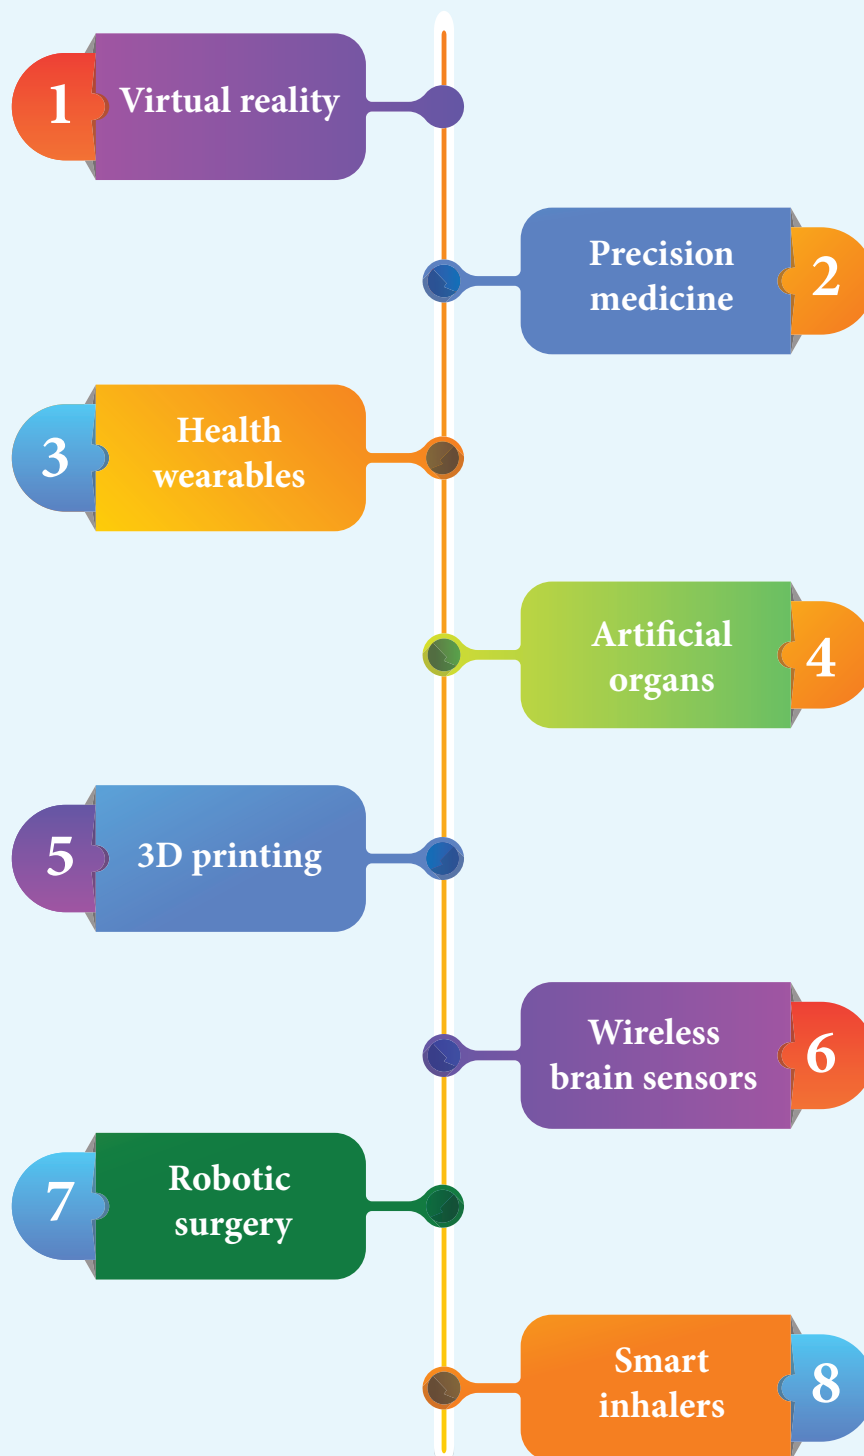 1
Virtual reality
Precision
medicine
2
3
Health
wearables
Artificial
organs
4
5
3D printing
Wireless
brain sensors
6
7
Robotic
surgery
Smart
inhalers
8